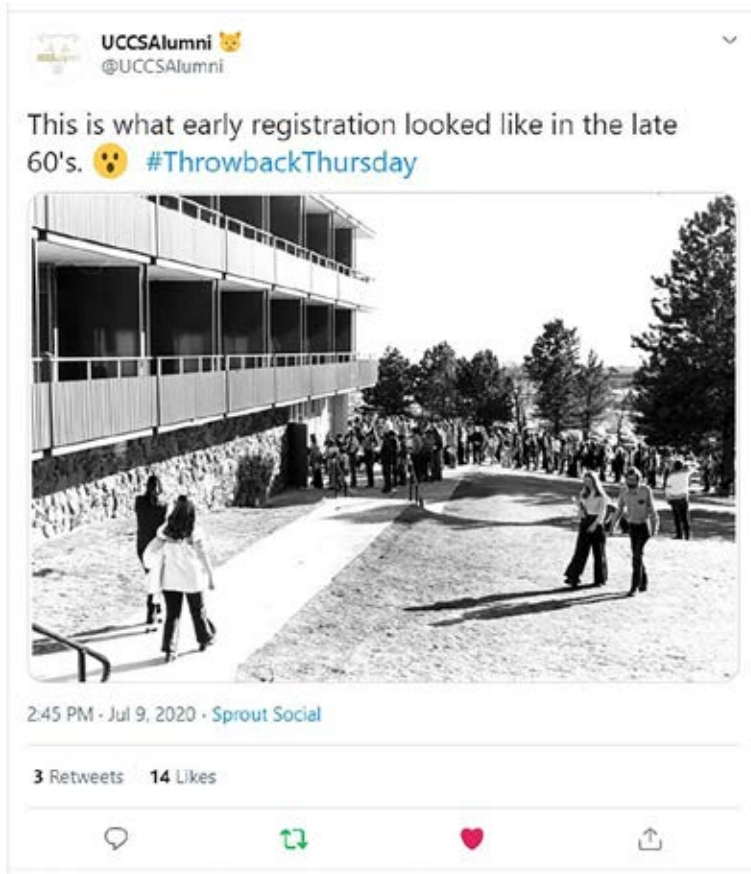 UCCSAlumni
@UCCSAlumni
This is what early registration looked like in the late
60's. 😮 #ThrowbackThursday
2:45 PM · Jul 9, 2020 · Sprout Social
3 Retweets 14 Likes